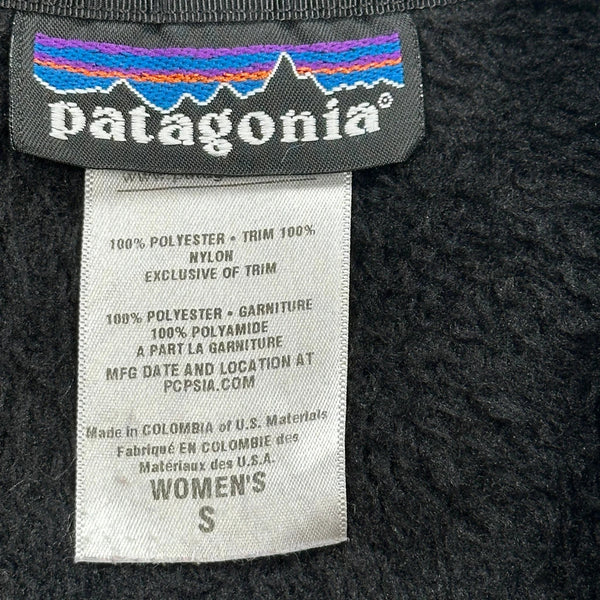 patagonia®
100% POLYESTER • TRIM 100%
NYLON
EXCLUSIVE OF TRIM
100% POLYESTER • GARNITURE
100% POLYAMIDE
A PART LA GARNITURE
MFG DATE AND LOCATION AT
PCPSIA.COM
Made in COLOMBIA of U.S. Materials
Fabriqué EN COLOMBIE des
Matériaux des U.S.A.
WOMEN'S
S